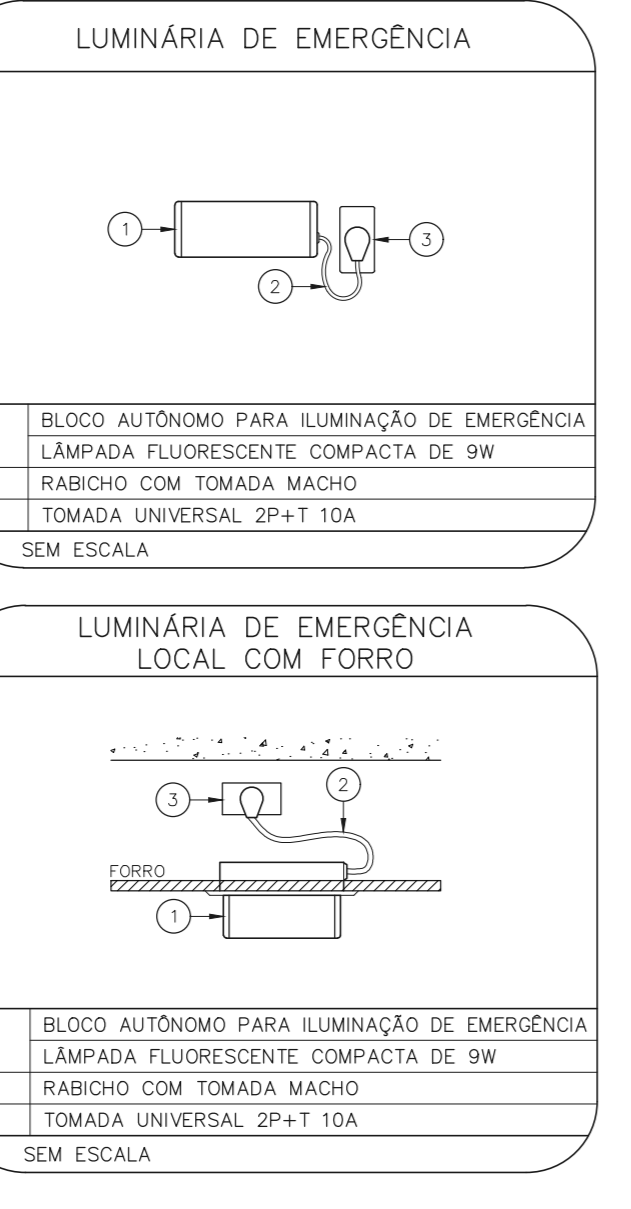 LUMINÁRIA DE EMERGÊNCIA
1
3
2
BLOCO AUTÔNOMO PARA ILUMINAÇÃO DE EMERGÊNCIA
LÂMPADA FLUORESCENTE COMPACTA DE 9W
RABICHO COM TOMADA MACHO
TOMADA UNIVERSAL 2P+T 10A
SEM ESCALA
LUMINÁRIA DE EMERGÊNCIA
LOCAL COM FORRO
3
2
FORRO
1
BLOCO AUTÔNOMO PARA ILUMINAÇÃO DE EMERGÊNCIA
LÂMPADA FLUORESCENTE COMPACTA DE 9W
RABICHO COM TOMADA MACHO
TOMADA UNIVERSAL 2P+T 10A
SEM ESCALA